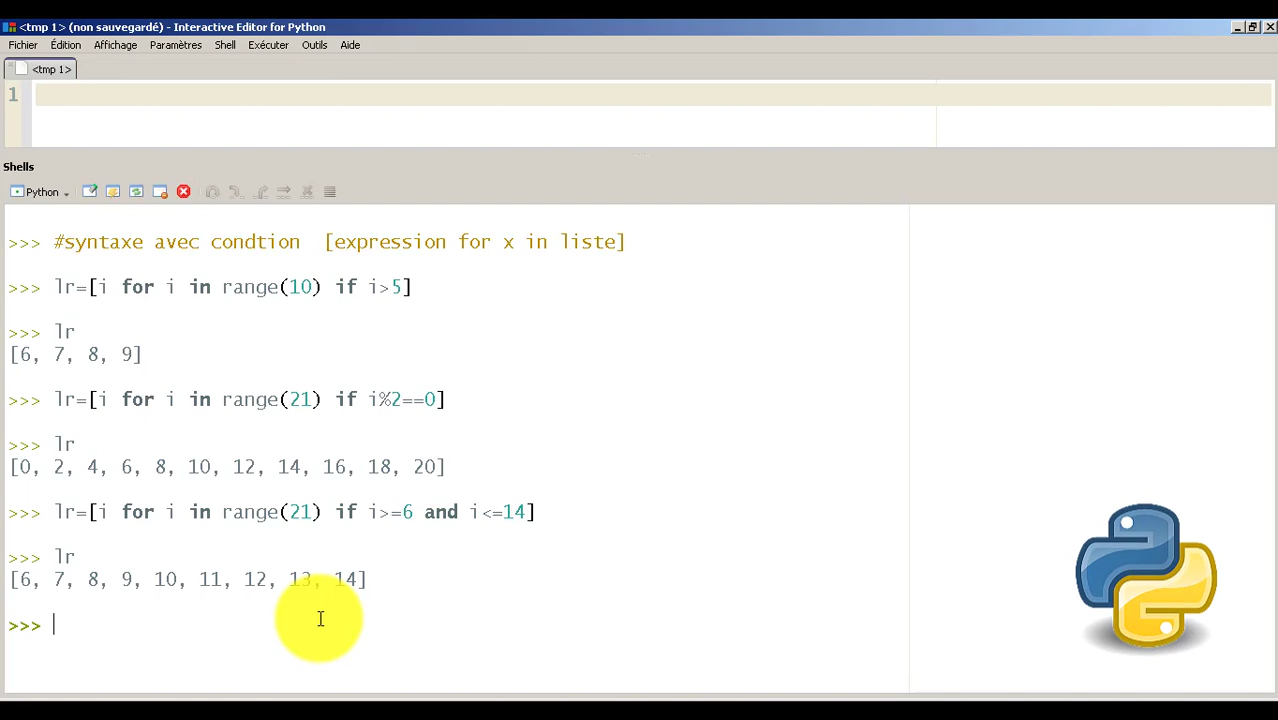 <tmp 1> (non sauvegardé) - Interactive Editor for Python
Fichier Édition Affichage Paramètres Shell Exécuter Outils Aide
<tmp 1>
1
Shells
Python
>>> #syntaxe avec condtion [expression for x in liste]
>>> lr=[i for i in range(10) if i>5]
>>> lr
[6, 7, 8, 9]
>>> lr=[i for i in range(21) if i%2==0]
>>> lr
[0, 2, 4, 6, 8, 10, 12, 14, 16, 18, 20]
>>> lr=[i for i in range(21) if i>=6 and i<=14]
>>> lr
[6, 7, 8, 9, 10, 11, 12, 13, 14]
>>>